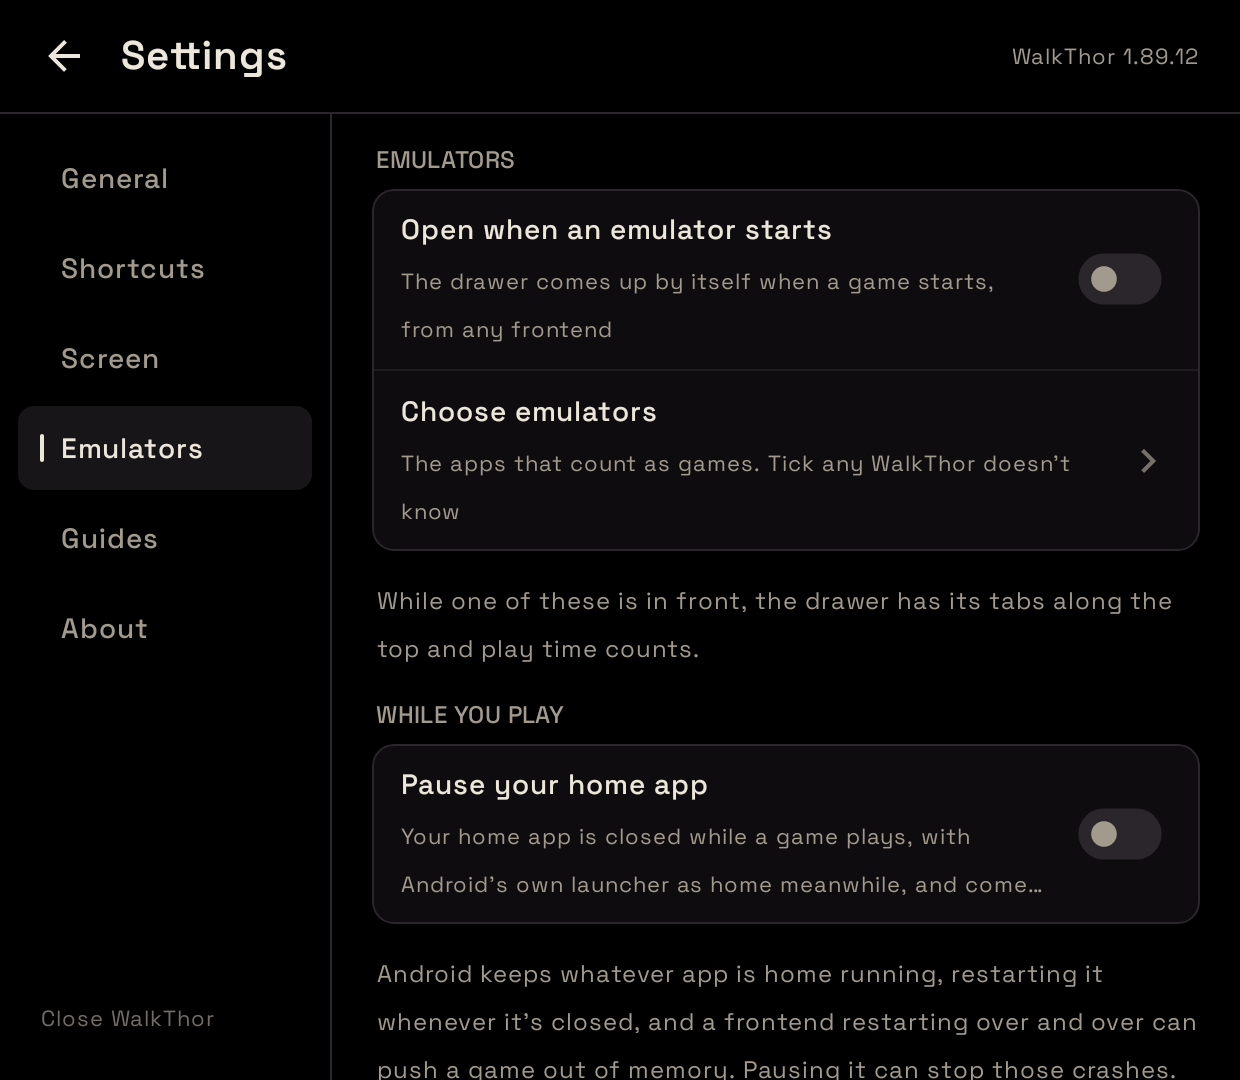 Settings
WalkThor 1.89.12
General
Shortcuts
Screen
Emulators
Guides
About
Close WalkThor
EMULATORS
Open when an emulator starts
The drawer comes up by itself when a game starts,
from any frontend
Choose emulators
The apps that count as games. Tick any WalkThor doesn’t
know
While one of these is in front, the drawer has its tabs along the
top and play time counts.
WHILE YOU PLAY
Pause your home app
Your home app is closed while a game plays, with
Android’s own launcher as home meanwhile, and come…
Android keeps whatever app is home running, restarting it
whenever it’s closed, and a frontend restarting over and over can
push a game out of memory. Pausing it can stop those crashes.